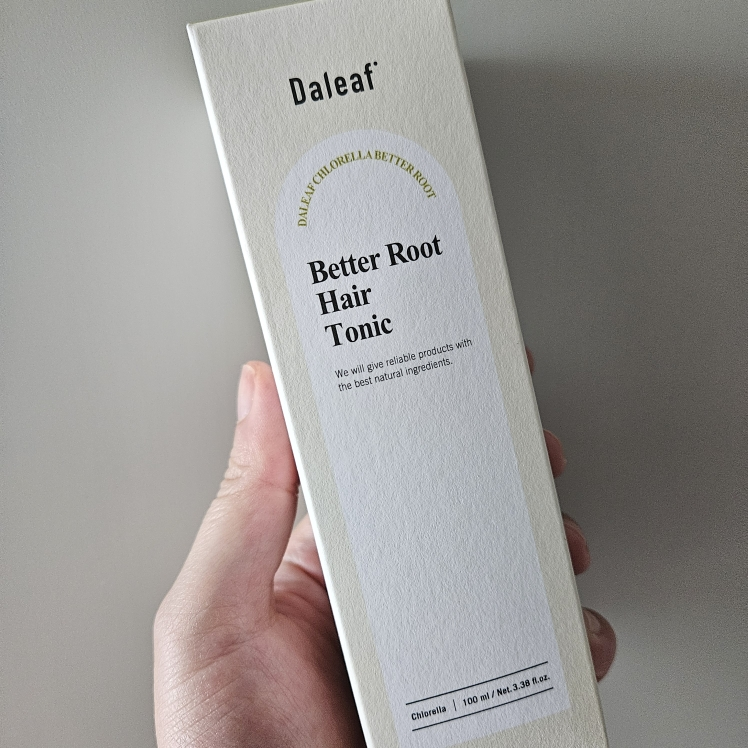 Daleaf
DALEAF CHLORELLA BETTER ROOT
Better Root
Hair
Tonic
We will give reliable products with
the best natural ingredients.
Chlorella | 100 ml / Net.3.38 fl.oz.